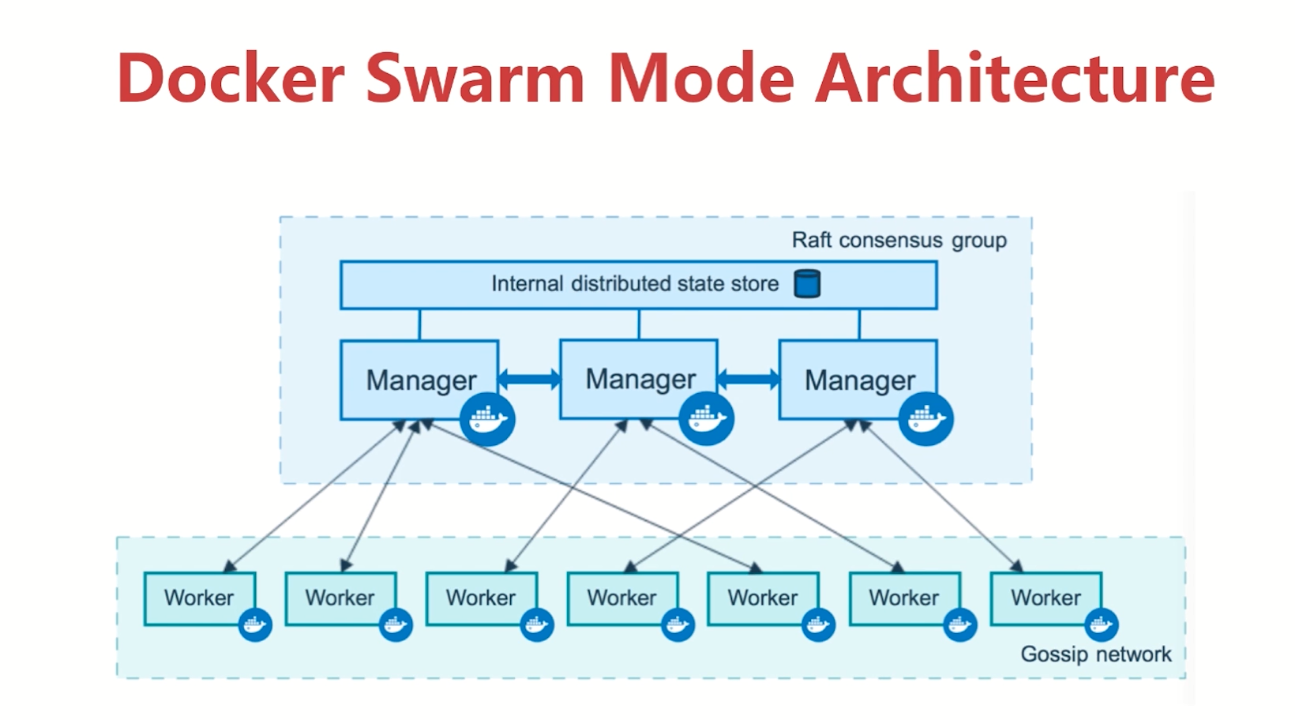 Docker Swarm Mode Architecture
Raft consensus group
Internal distributed state store
Manager
Manager
Manager
Worker
Worker
Worker
Worker
Worker
Worker
Worker
Gossip network